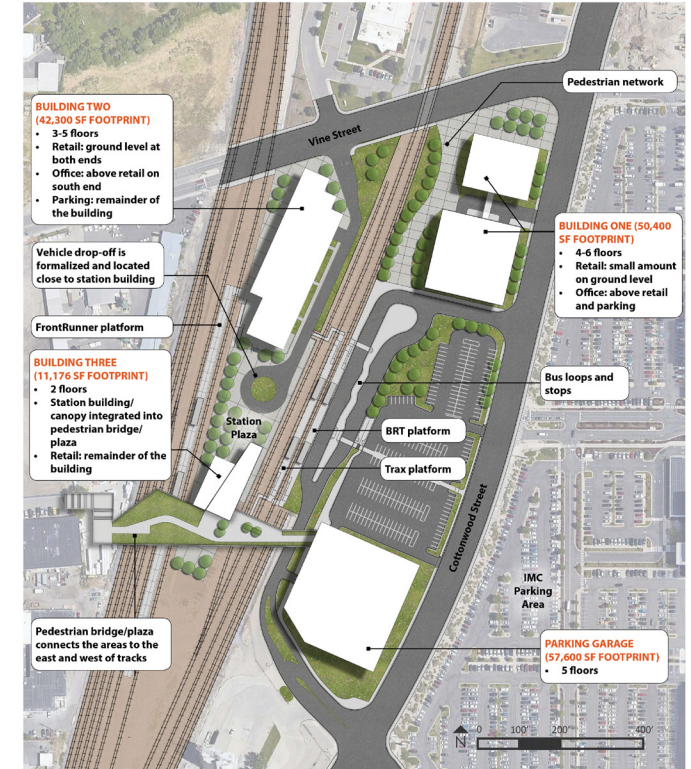 Pedestrian network
BUILDING TWO
(42,300 SF FOOTPRINT)
• 3-5 floors
• Retail: ground level at
both ends
• Office: above retail on
south end
• Parking: remainder of
the building
Vine Street
BUILDING ONE (50,400
SF FOOTPRINT)
• 4-6 floors
• Retail: small amount
on ground level
• Office: above retail
and parking
Vehicle drop-off is
formalized and located
close to station building
FrontRunner platform
BUILDING THREE
(11,176 SF FOOTPRINT)
• 2 floors
• Station building/
canopy integrated into
pedestrian bridge/
plaza
• Retail: remainder of the
building
Bus loops and
stops
Station
Plaza
BRT platform
Trax platform
Cottonwood Street
IMC
Parking
Area
Pedestrian bridge/plaza
connects the areas to the
east and west of tracks
PARKING GARAGE
(57,600 SF FOOTPRINT)
• 5 floors
N
0 100' 200' 400'